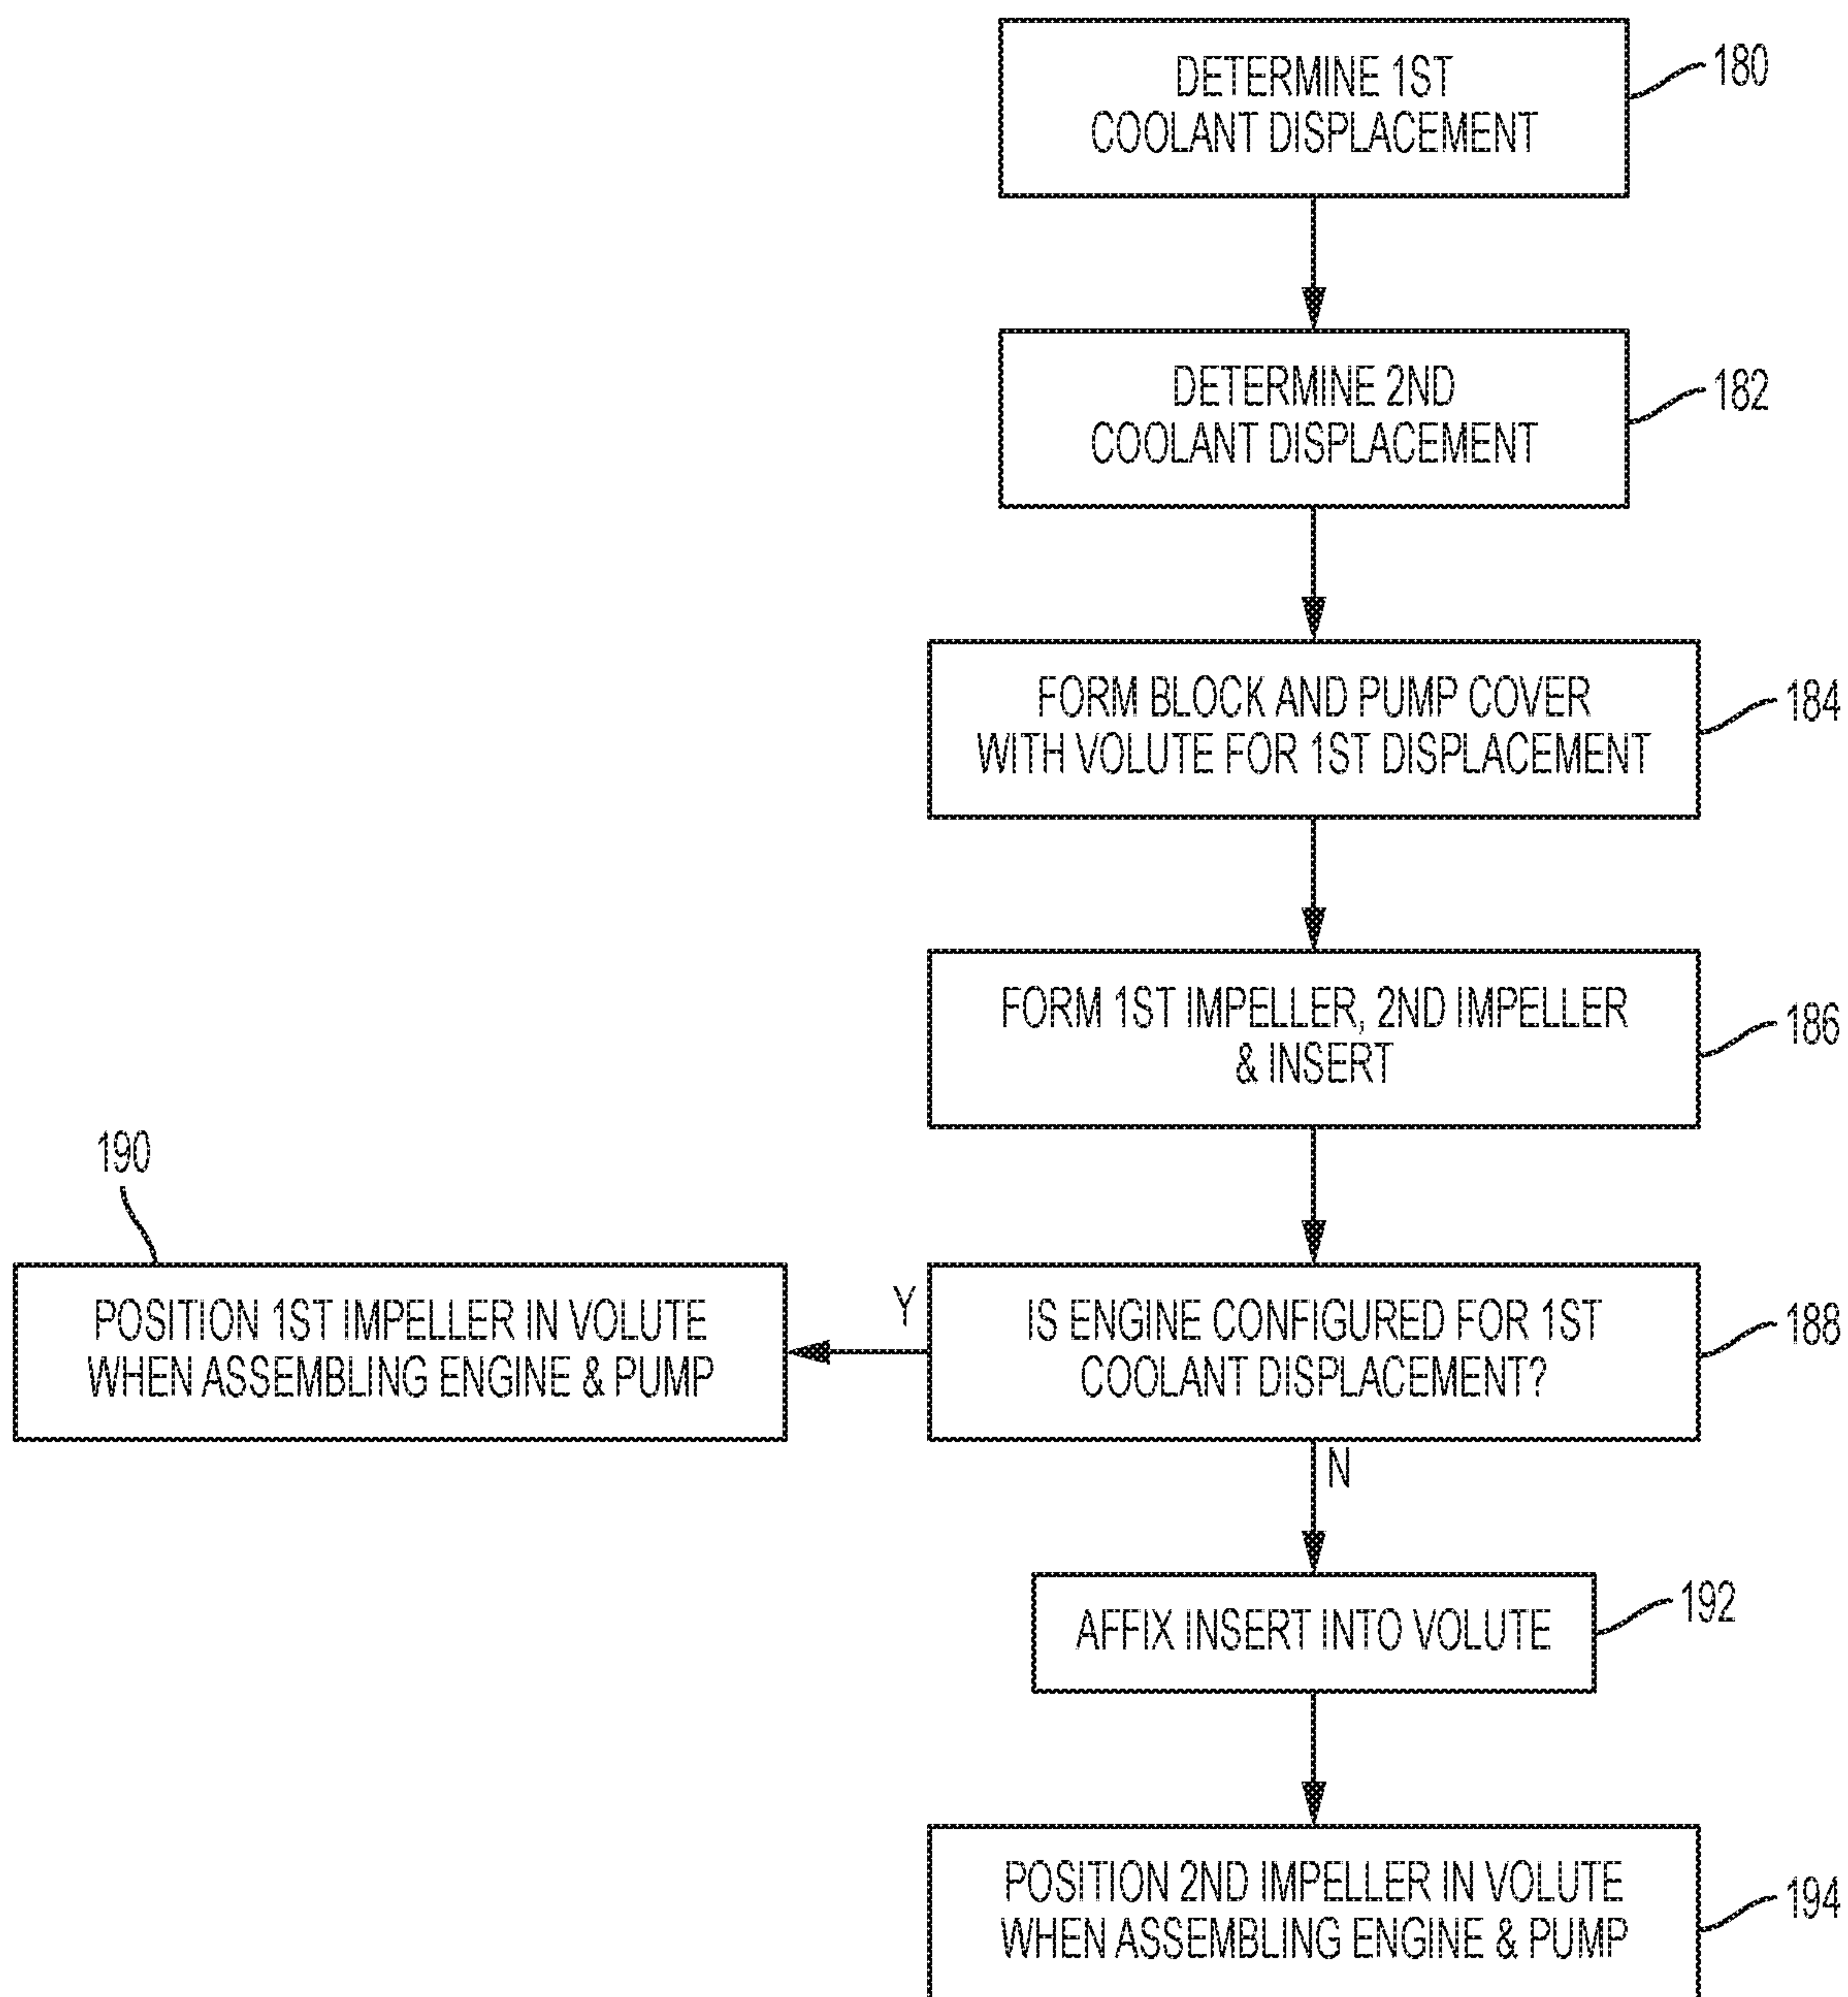 DETERMINE 1ST
COOLANT DISPLACEMENT
180
DETERMINE 2ND
COOLANT DISPLACEMENT
182
FORM BLOCK AND PUMP COVER
WITH VOLUTE FOR 1ST DISPLACEMENT
184
FORM 1ST IMPELLER, 2ND IMPELLER
& INSERT
186
190
POSITION 1ST IMPELLER IN VOLUTE
WHEN ASSEMBLING ENGINE & PUMP
Y
IS ENGINE CONFIGURED FOR 1ST
COOLANT DISPLACEMENT?
188
N
AFFIX INSERT INTO VOLUTE
192
POSITION 2ND IMPELLER IN VOLUTE
WHEN ASSEMBLING ENGINE & PUMP
194